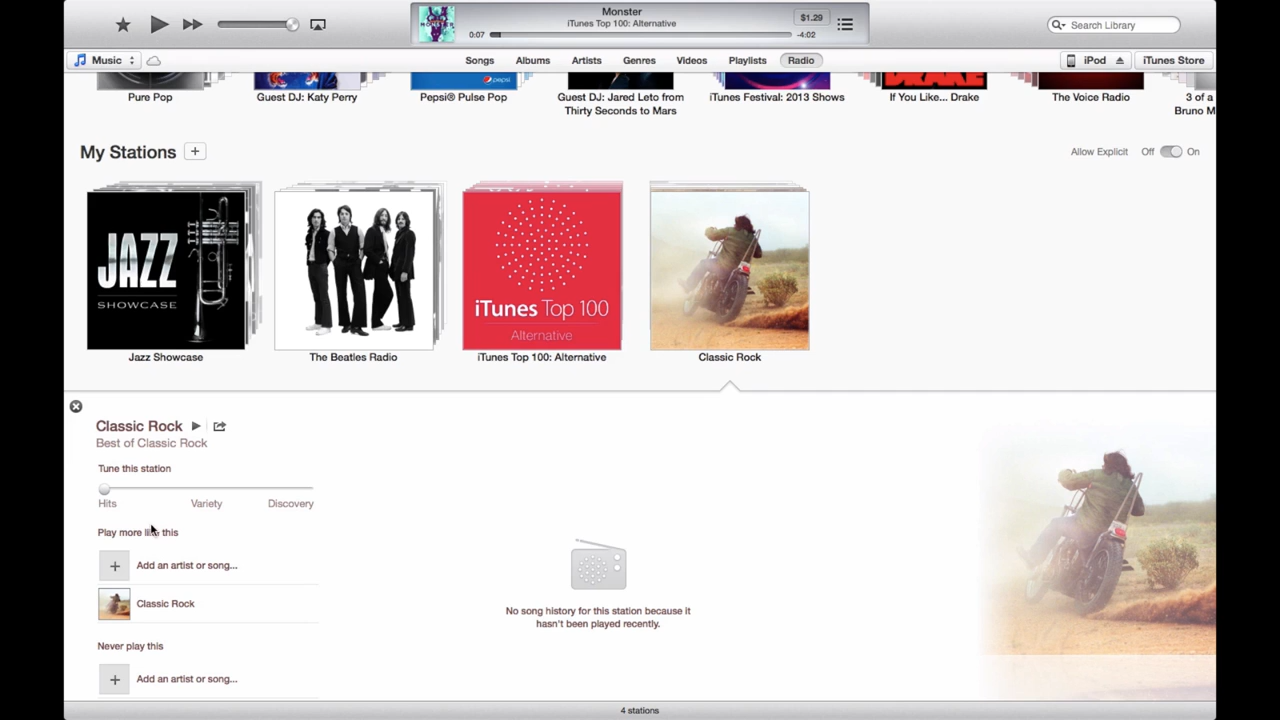 Monster
iTunes Top 100: Alternative
$1.29
0:07
-4:02
Search Library
Music
Songs
Albums
Artists
Genres
Videos
Playlists
Radio
iPod
iTunes Store
pepsi
DRAKE
Pure Pop
Guest DJ: Katy Perry
Pepsi® Pulse Pop
Guest DJ: Jared Leto from
Thirty Seconds to Mars
iTunes Festival: 2013 Shows
If You Like... Drake
The Voice Radio
3 of a
Bruno M
My Stations
Allow Explicit
Off
On
JAZZ
SHOWCASE
iTunes Top 100
Alternative
Jazz Showcase
The Beatles Radio
iTunes Top 100: Alternative
Classic Rock
Classic Rock
Best of Classic Rock
Tune this station
Hits
Variety
Discovery
Play more like this
Add an artist or song...
Classic Rock
Never play this
Add an artist or song...
No song history for this station because it
hasn't been played recently.
4 stations